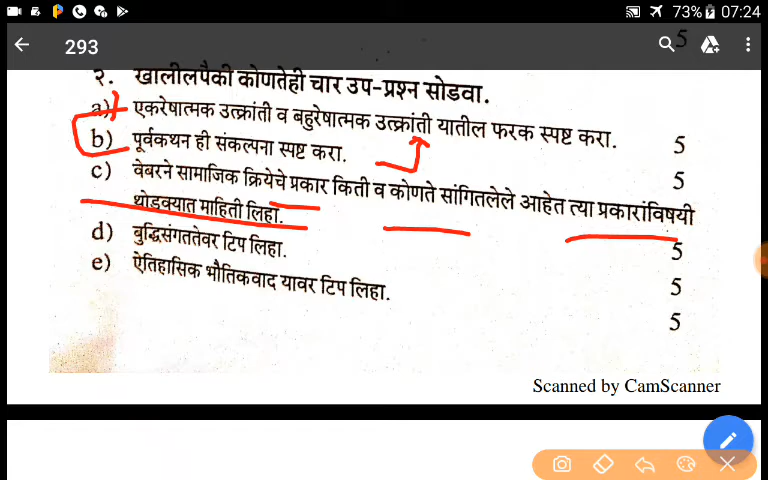 73% 07:24
293
5
२. खालीलपैकी कोणतेही चार उप-प्रश्न सोडवा.
a) एकरेषात्मक उत्क्रांती व बहुरेषात्मक उत्क्रांती यातील फरक स्पष्ट करा. 5
b) पूर्वकथन ही संकल्पना स्पष्ट करा. 5
c) वेबरने सामाजिक क्रियेचे प्रकार किती व कोणते सांगितलेले आहेत त्या प्रकारांविषयी
थोडक्यात माहिती लिहा. 5
d) बुद्धिसंगततेवर टिप लिहा. 5
e) ऐतिहासिक भौतिकवाद यावर टिप लिहा. 5
Scanned by CamScanner